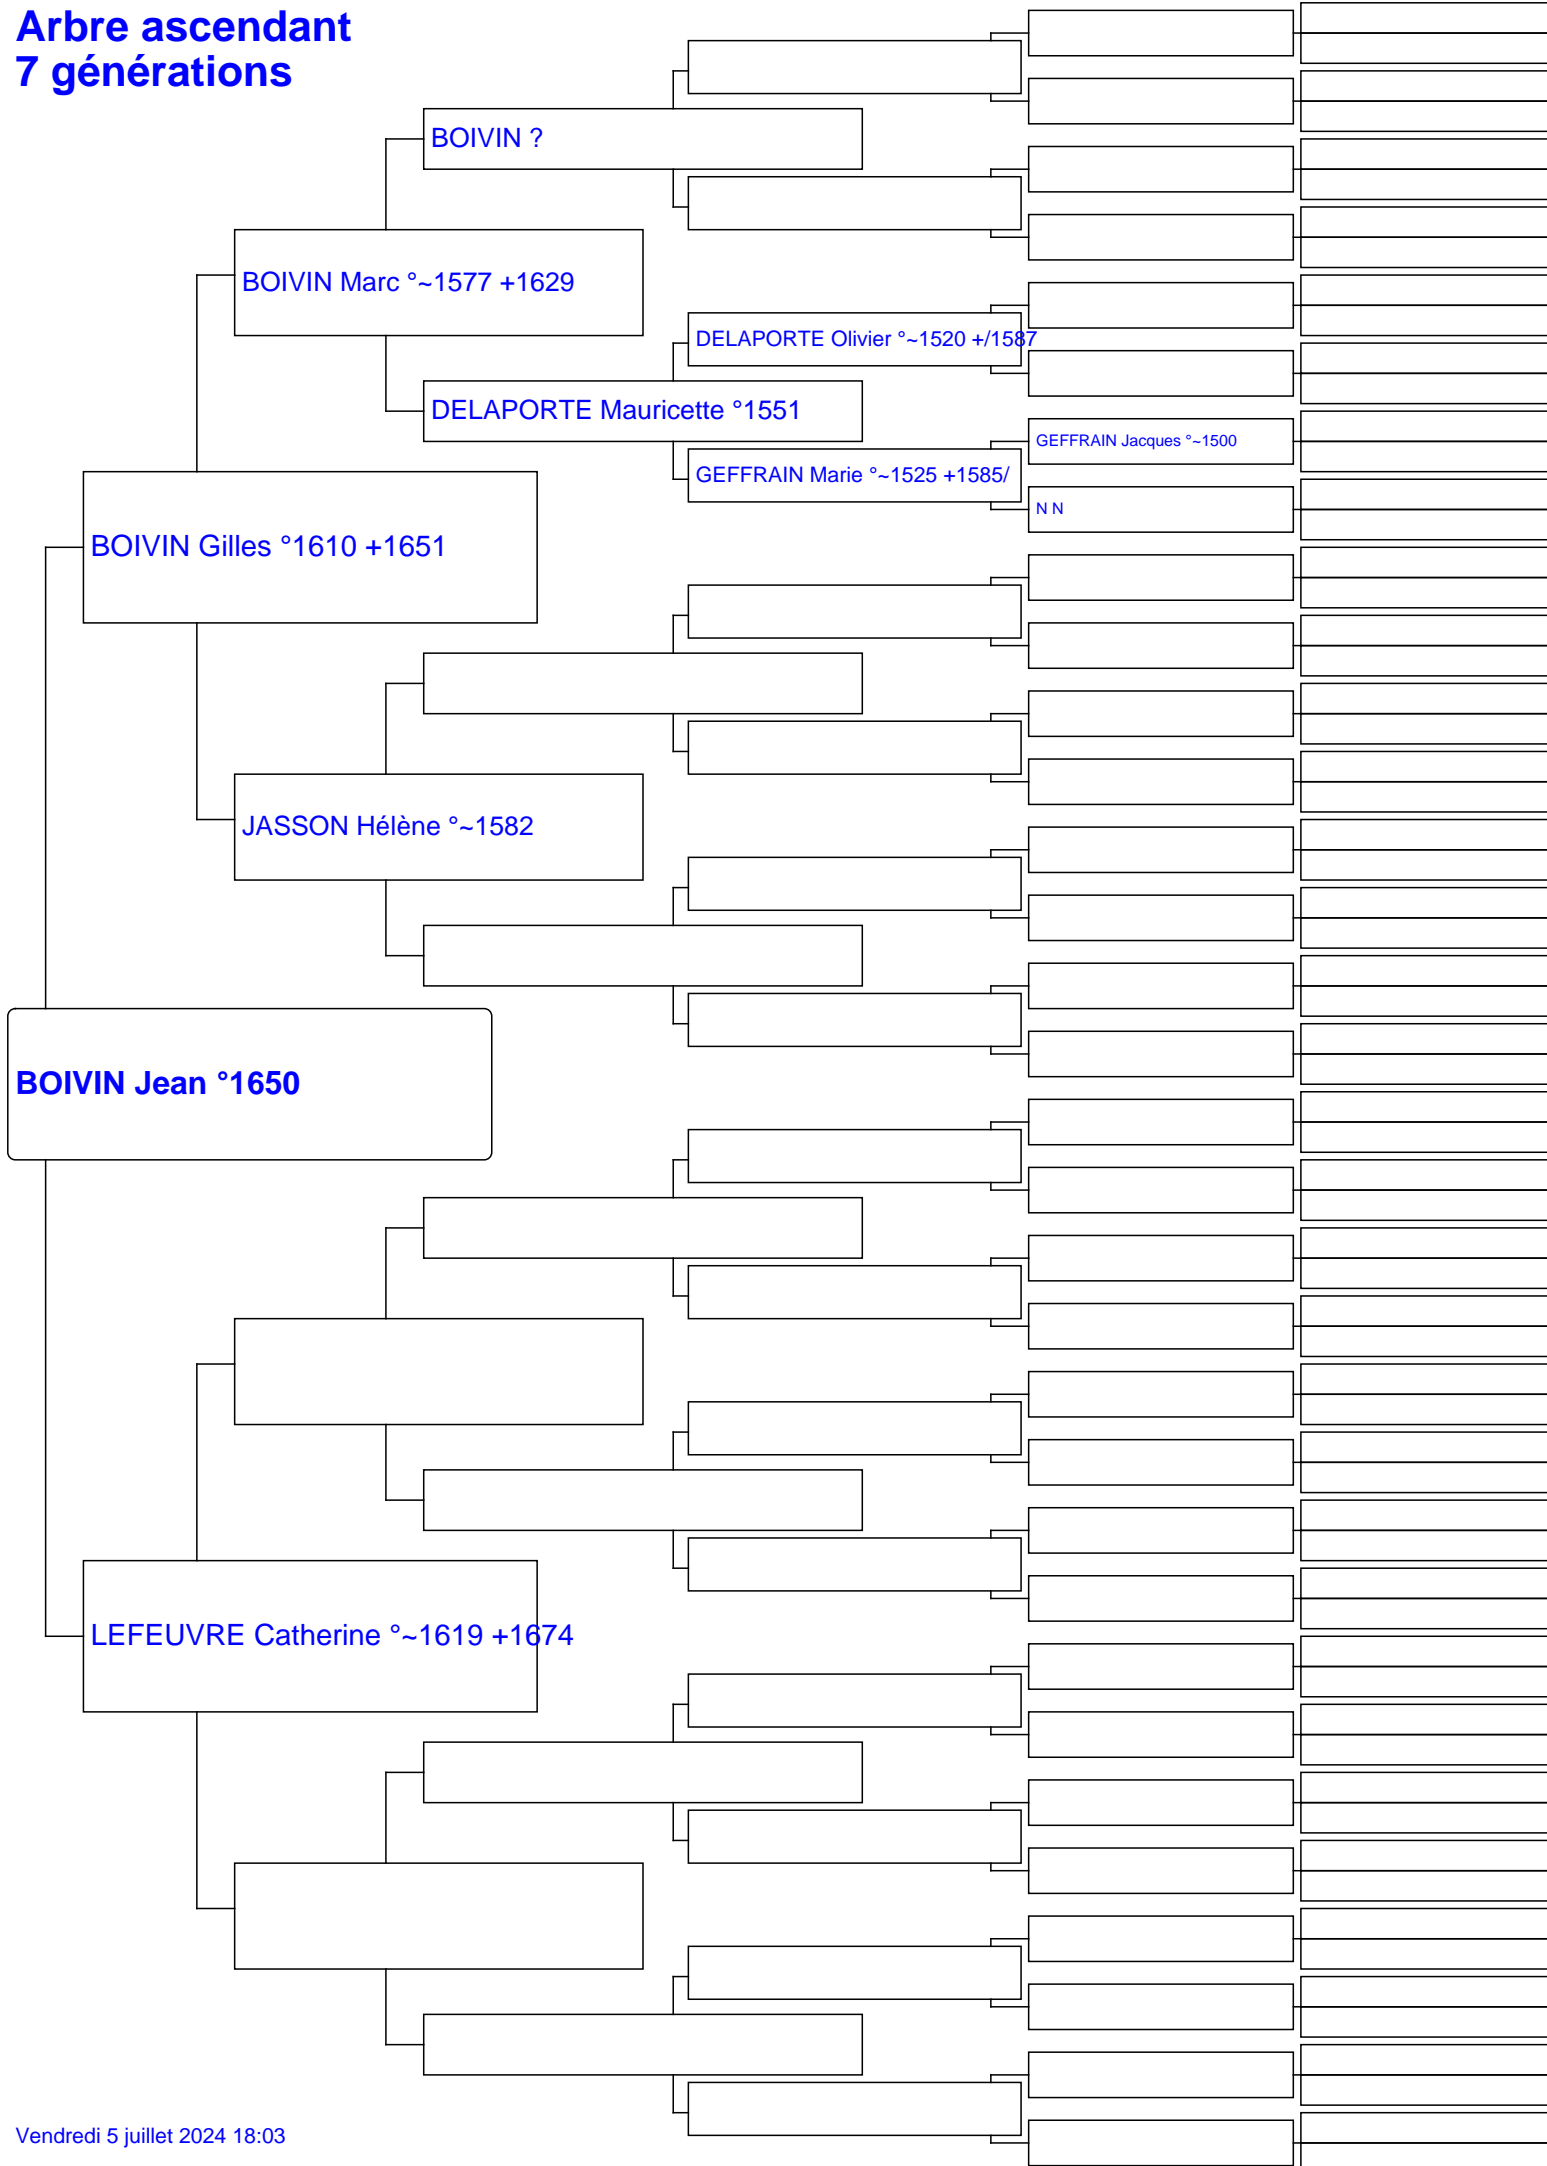 Arbre ascendant
7 générations
BOIVIN ?
BOIVIN Marc °~1577 +1629
DELAPORTE Olivier °~1520 +/1587
DELAPORTE Mauricette °1551
GEFFRAIN Jacques °~1500
GEFFRAIN Marie °~1525 +1585/
N N
BOIVIN Gilles °1610 +1651
JASSON Hélène °~1582
BOIVIN Jean °1650
LEFEUVRE Catherine °~1619 +1674
Vendredi 5 juillet 2024 18:03